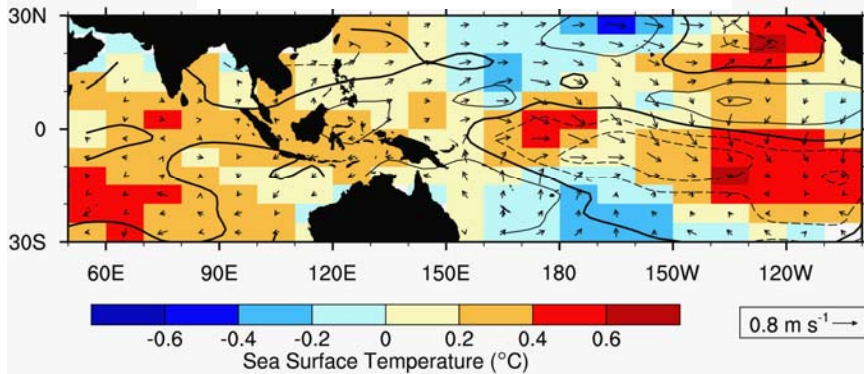 30N
0
30S
60E 90E 120E 150E 180 150W 120W
-0.6 -0.4 -0.2 0 0.2 0.4 0.6
0.8 m s⁻¹
Sea Surface Temperature (°C)